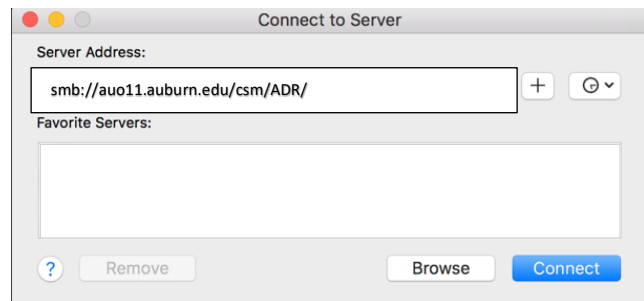 Connect to Server
Server Address:
smb://auo11.auburn.edu/csm/ADR/
Favorite Servers:
?
Remove
Browse
Connect